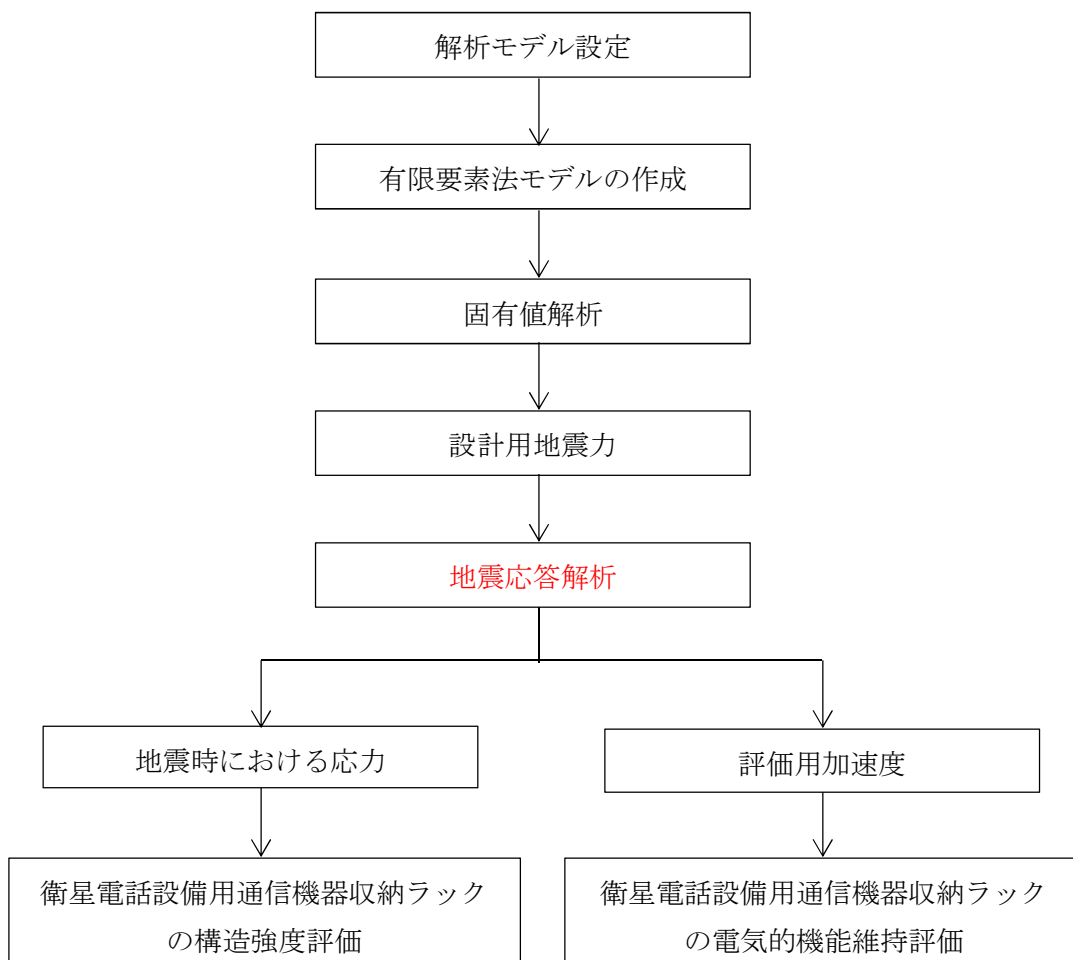 解析モデル設定
有限要素法モデルの作成
固有値解析
設計用地震力
地震応答解析
地震時における応力
評価用加速度
衛星電話設備用通信機器収納ラック
の構造強度評価
衛星電話設備用通信機器収納ラック
の電気的機能維持評価